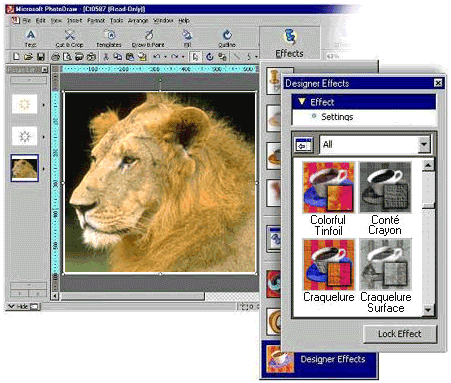 Microsoft PhotoDraw - [Ct0587 (Read-Only)]
File Edit View Insert Format Tools Arrange Window Help
Text Cut & Crop Templates Draw & Paint Fill Outline Effects
Designer Effects
Effect
Settings
All
Colorful Tinfoil
Conté Crayon
Craquelure
Craquelure Surface
Lock Effect
Hide
Designer Effects